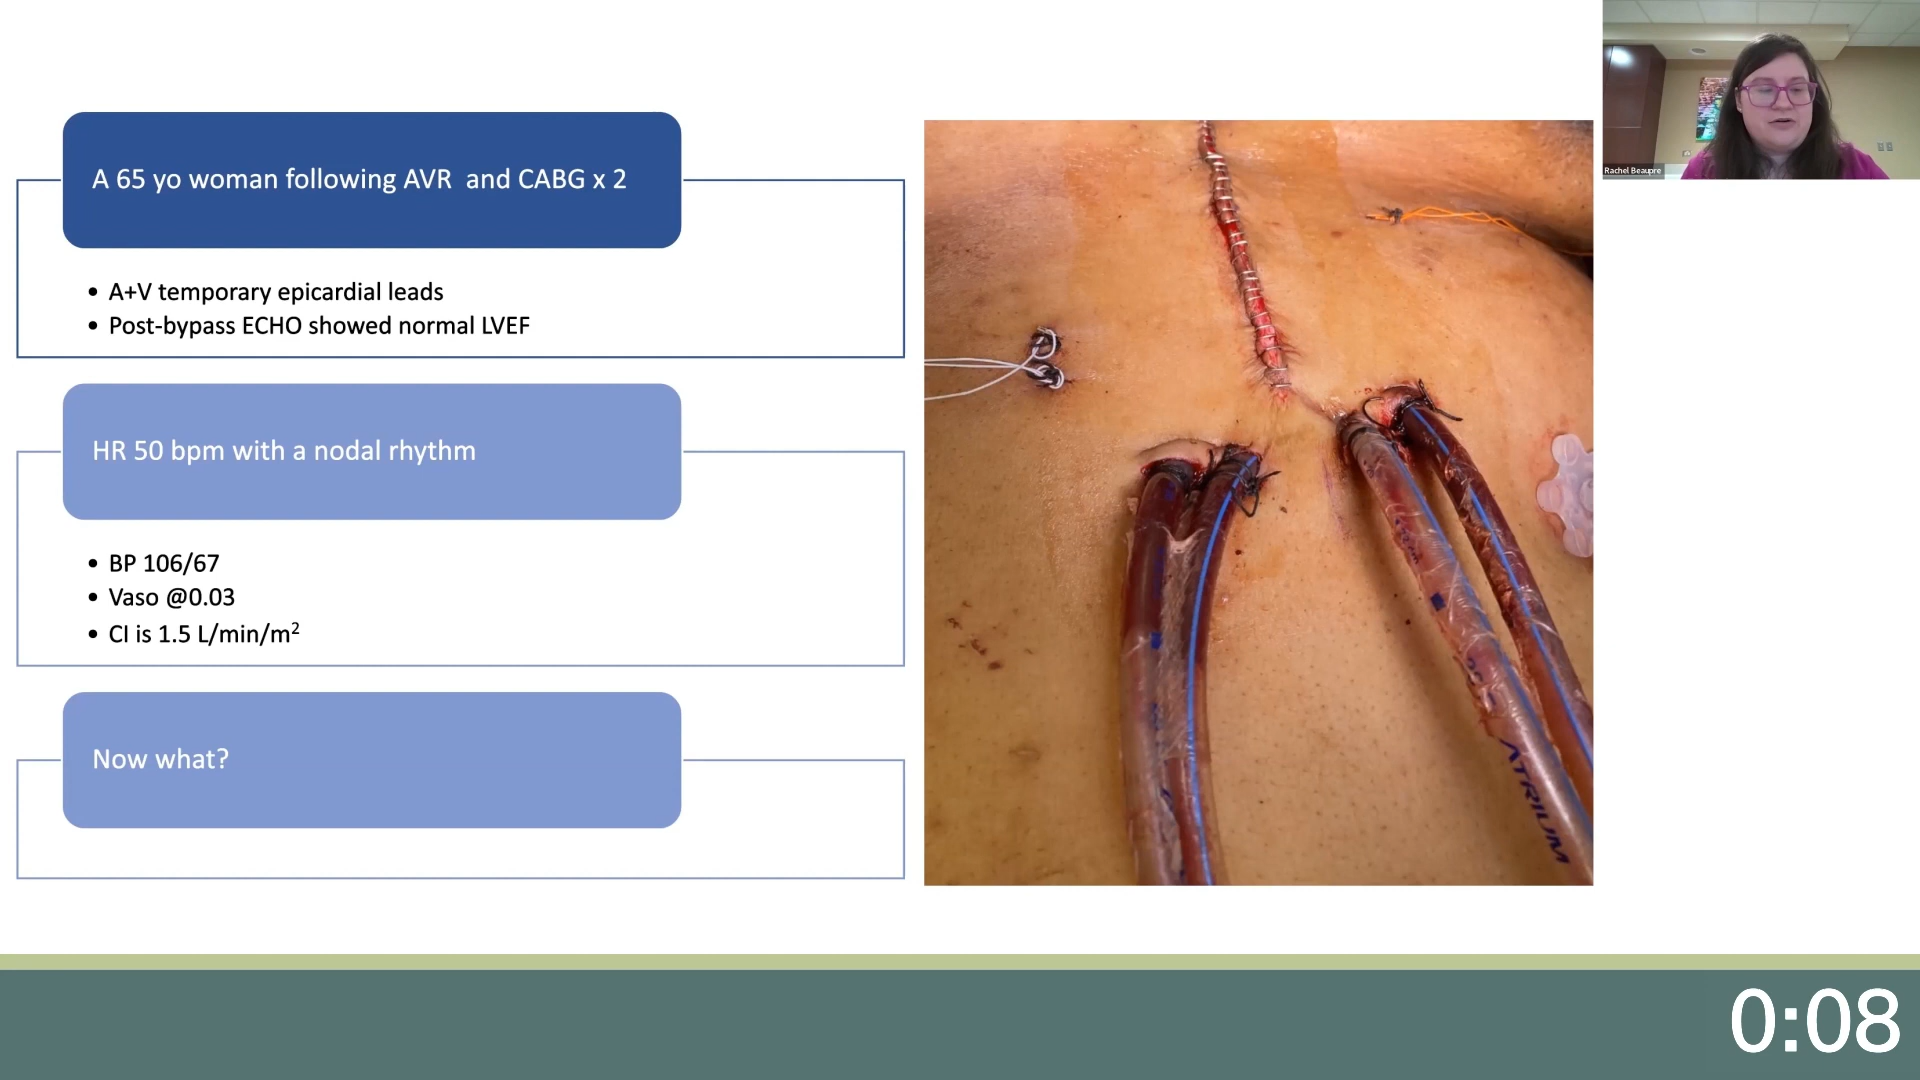 Rachel Beaupre
A 65 yo woman following AVR and CABG x 2
• A+V temporary epicardial leads
• Post-bypass ECHO showed normal LVEF
HR 50 bpm with a nodal rhythm
• BP 106/67
• Vaso @0.03
• CI is 1.5 L/min/m²
Now what?
ATRIUM
0:08